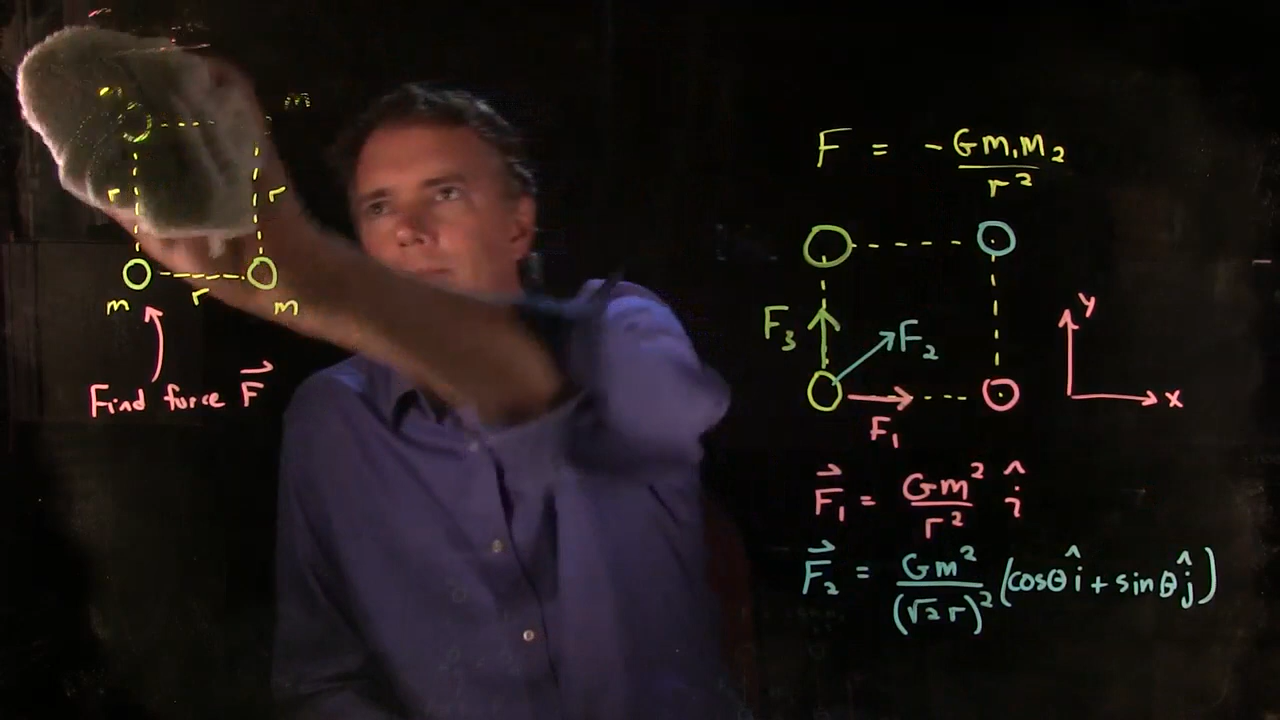 m
r r
r
m m
Find force F⃗
F = - Gm₁m₂ / r²
F₃
F₂
F₁
y
x
F⃗₁ = Gm² / r² î
F⃗₂ = Gm² / (√2 r)² (cosθ î + sinθ ĵ)